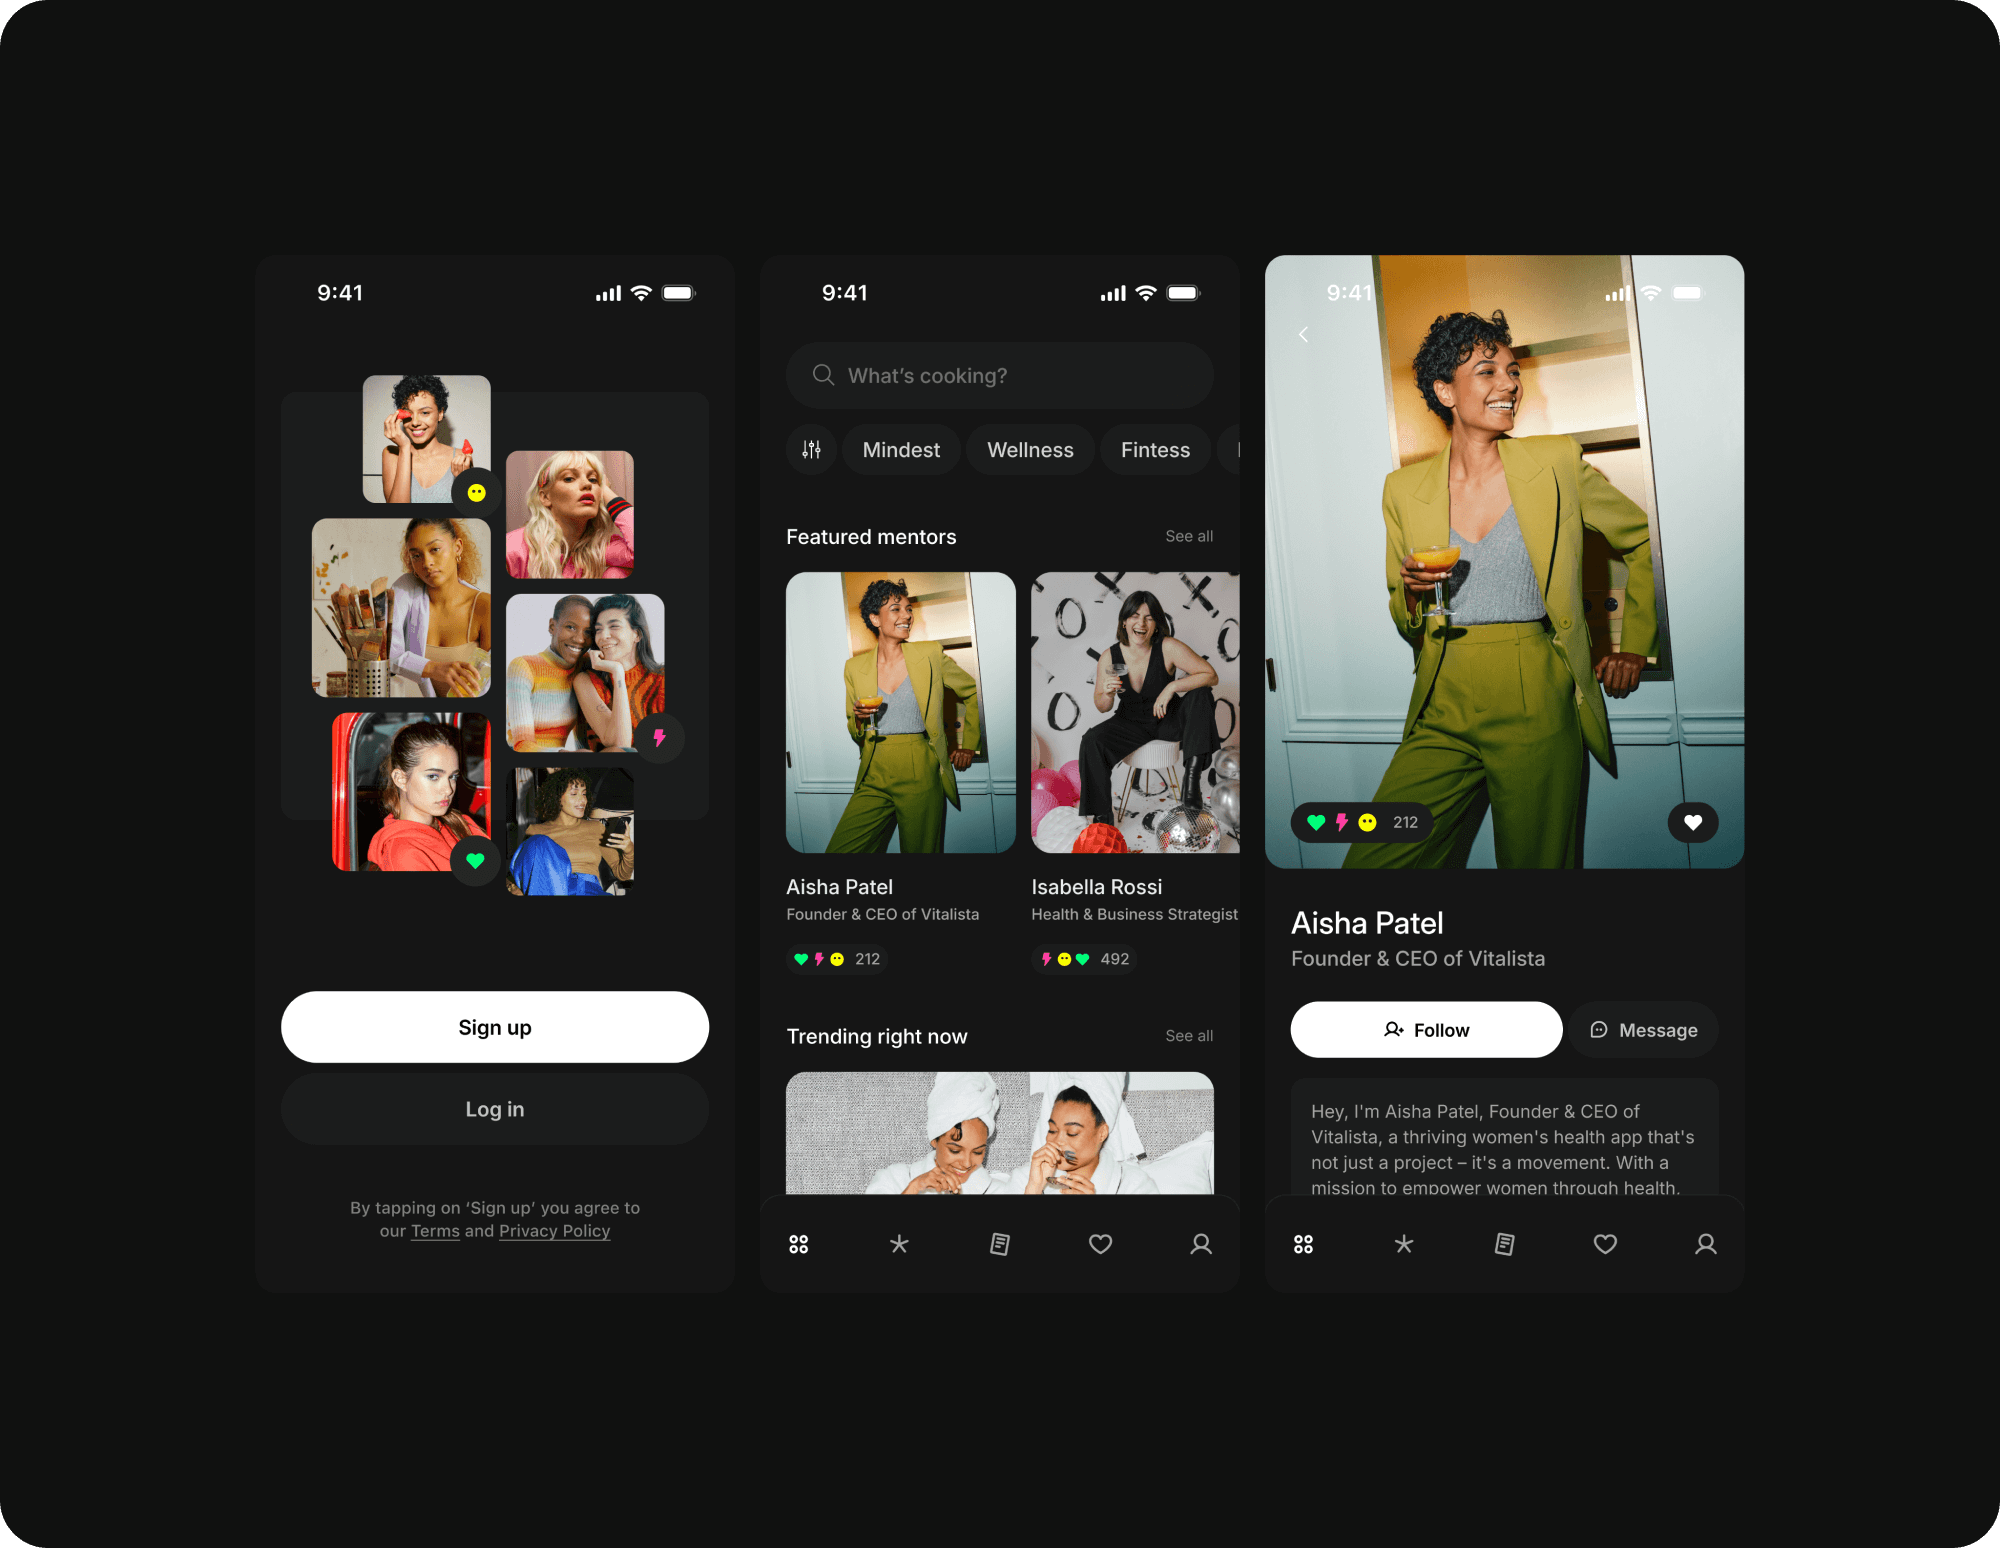 9:41
Sign up
Log in
By tapping on ‘Sign up’ you agree to
our Terms and Privacy Policy
9:41
What’s cooking?
Mindest
Wellness
Fintess
Featured mentors
See all
Aisha Patel
Founder & CEO of Vitalista
212
Isabella Rossi
Health & Business Strategist
492
Trending right now
See all
9:41
212
Aisha Patel
Founder & CEO of Vitalista
Follow
Message
Hey, I'm Aisha Patel, Founder & CEO of
Vitalista, a thriving women's health app that's
not just a project – it's a movement. With a
mission to empower women through health,